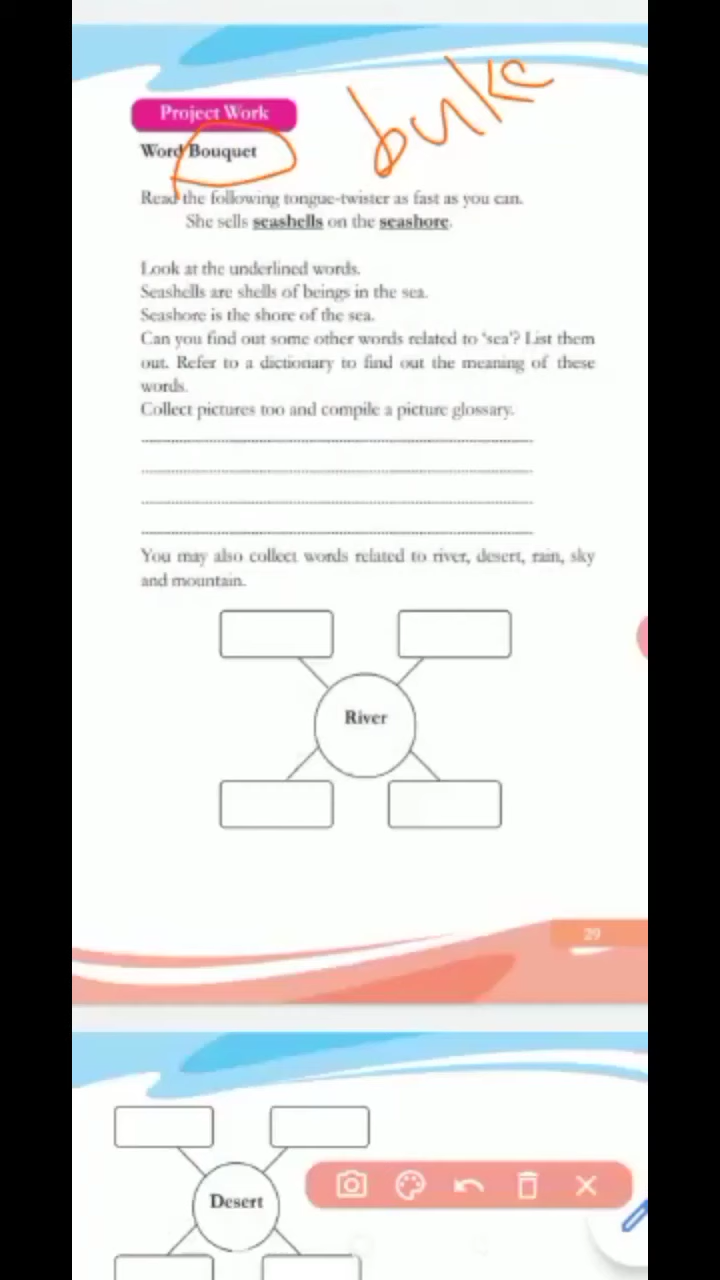 buke
Project Work
Word Bouquet
Read the following tongue-twister as fast as you can.
She sells seashells on the seashore.
Look at the underlined words.
Seashells are shells of beings in the sea.
Seashore is the shore of the sea.
Can you find out some other words related to 'sea'? List them
out. Refer to a dictionary to find out the meaning of these
words.
Collect pictures too and compile a picture glossary.
You may also collect words related to river, desert, rain, sky
and mountain.
River
29
Desert